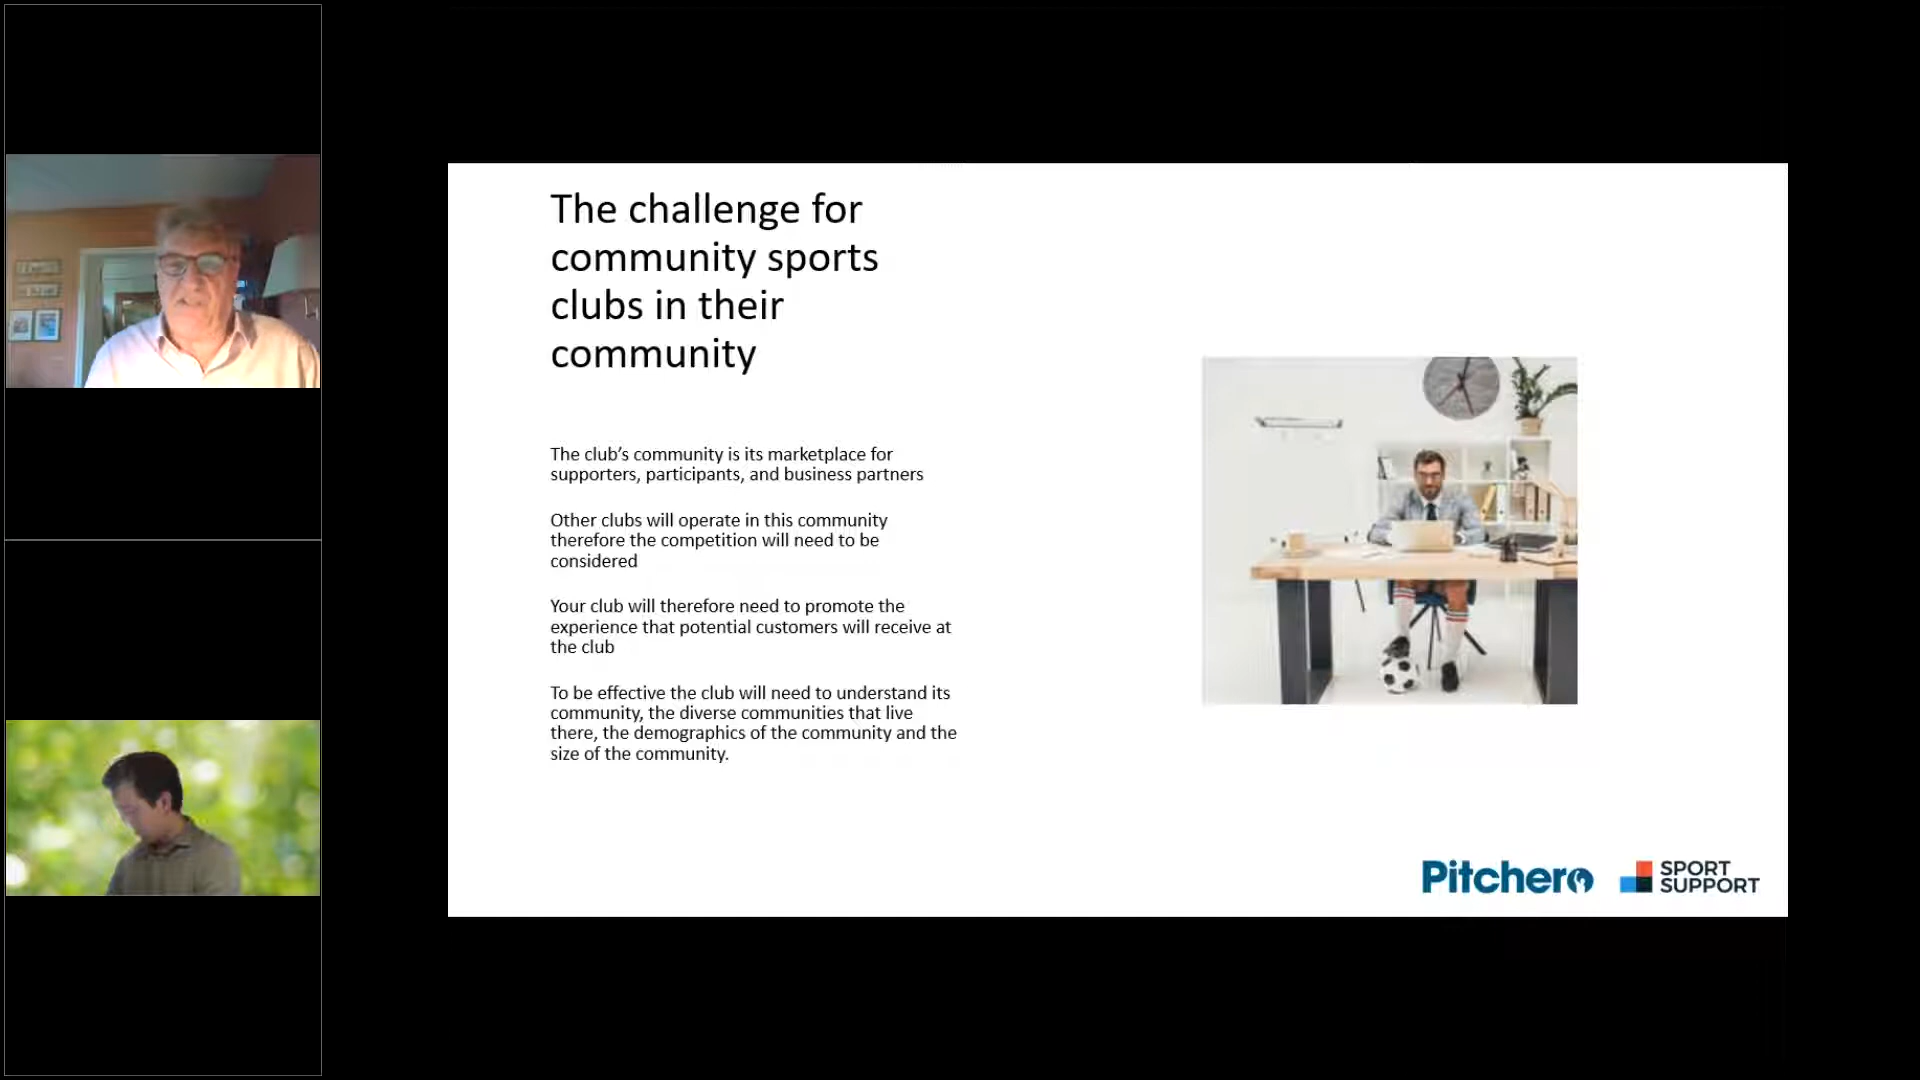 The challenge for
community sports
clubs in their
community
The club’s community is its marketplace for
supporters, participants, and business partners
Other clubs will operate in this community
therefore the competition will need to be
considered
Your club will therefore need to promote the
experience that potential customers will receive at
the club
To be effective the club will need to understand its
community, the diverse communities that live
there, the demographics of the community and the
size of the community.
Pitchero
SPORT
SUPPORT